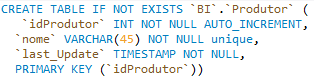 CREATE TABLE IF NOT EXISTS `BI`.`Produtor` (
`idProdutor` INT NOT NULL AUTO_INCREMENT,
`nome` VARCHAR(45) NOT NULL unique,
`last_Update` TIMESTAMP NOT NULL,
PRIMARY KEY (`idProdutor`))